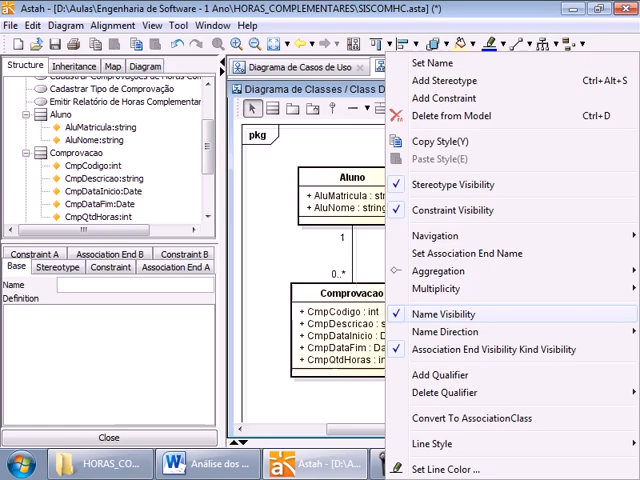 Astah - [D:\Aulas\Engenharia de Software - 1 Ano\HORAS_COMPLEMENTARES\SISCOMHC.asta] (*)
File Edit Diagram Alignment View Tool Window Help
Structure Inheritance Map Diagram
Cadastrar Comprovações de Horas Com
Cadastrar Tipo de Comprovação
Emitir Relatório de Horas Complementar
Aluno
AluMatricula:string
AluNome:string
Comprovacao
CmpCodigo:int
CmpDescricao:string
CmpDataInicio:Date
CmpDataFim:Date
CmpQtdHoras:int
Constraint A Association End B Constraint B
Base Stereotype Constraint Association End A
Name
Definition
Close
Diagrama de Casos de Uso
Diagrama de Classes / Class D
pkg
Aluno
+ AluMatricula : stri
+ AluNome : string
1
0..*
Comprovacao
+ CmpCodigo : int
+ CmpDescricao : s
+ CmpDataInicio : D
+ CmpDataFim : Da
+ CmpQtdHoras : in
Set Name
Add Stereotype Ctrl+Alt+S
Add Constraint
Delete from Model Ctrl+D
Copy Style(Y)
Paste Style(E)
Stereotype Visibility
Constraint Visibility
Navigation
Set Association End Name
Aggregation
Multiplicity
Name Visibility
Name Direction
Association End Visibility Kind Visibility
Add Qualifier
Delete Qualifier
Convert To AssociationClass
Line Style
Set Line Color ...
HORAS_CO... Análise dos ... Astah - [D:\A...